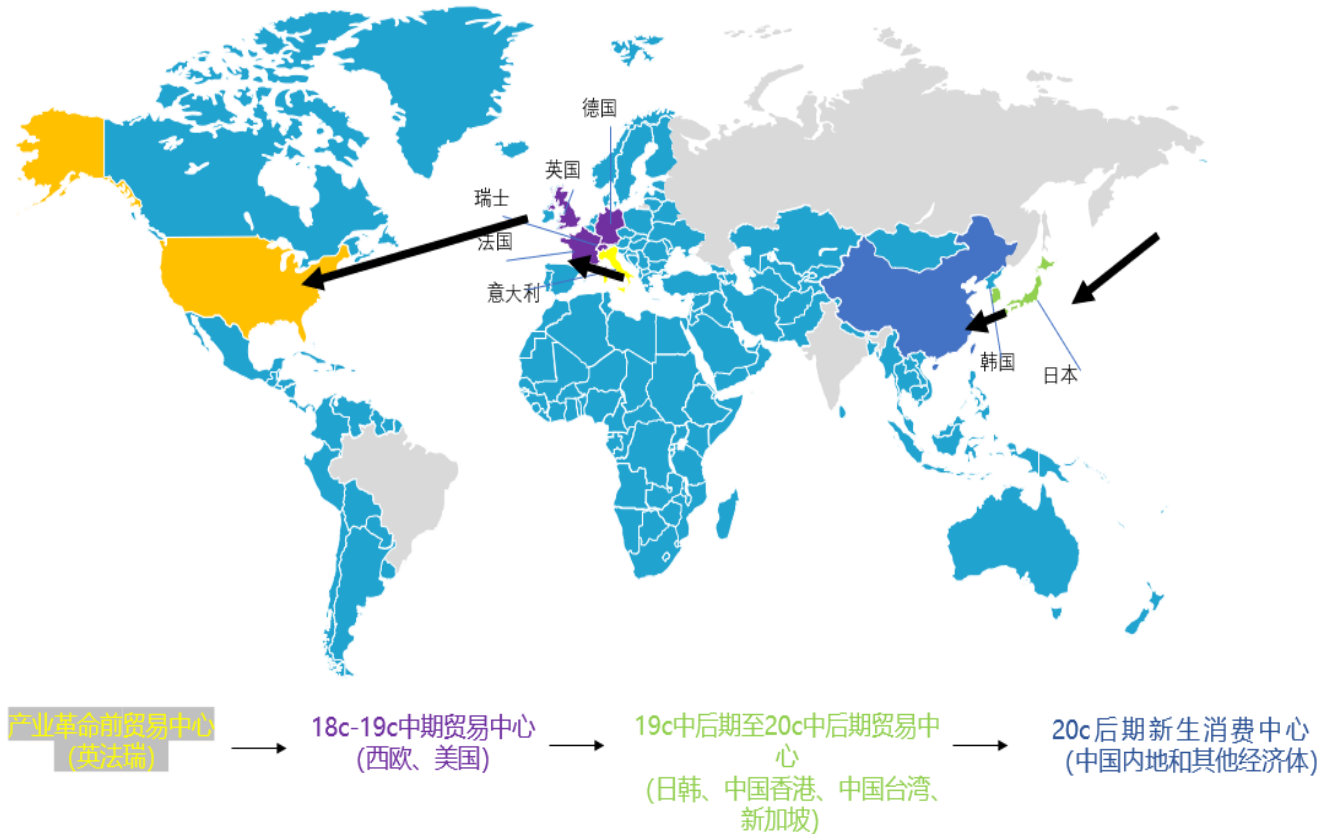 德国
英国
瑞士
法国
意大利
韩国
日本
产业革命前贸易中心
(英法瑞)
18c-19c中期贸易中心
(西欧、美国)
19c中后期至20c中后期贸易中
心
(日韩、中国香港、中国台湾、
新加坡)
20c后期新生消费中心
(中国内地和其他经济体)